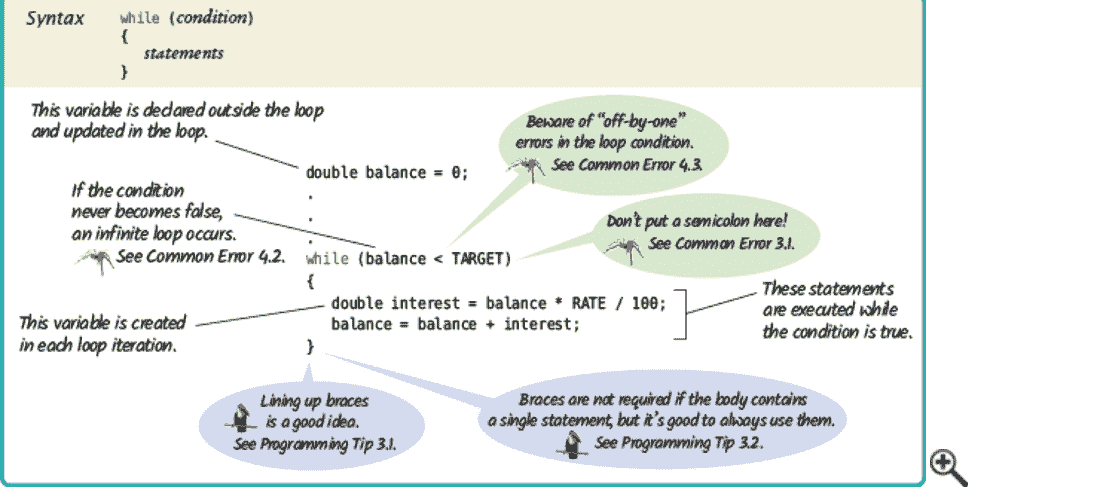 Syntax while (condition)
{
statements
}
This variable is declared outside the loop
and updated in the loop.
Beware of “off-by-one”
errors in the loop condition.
See Common Error 4.3.
double balance = 0;
.
.
.
If the condition
never becomes false,
an infinite loop occurs.
See Common Error 4.2.
Don’t put a semicolon here!
See Common Error 3.1.
while (balance < TARGET)
{
double interest = balance * RATE / 100;
balance = balance + interest;
}
These statements
are executed while
the condition is true.
This variable is created
in each loop iteration.
Lining up braces
is a good idea.
See Programming Tip 3.1.
Braces are not required if the body contains
a single statement, but it’s good to always use them.
See Programming Tip 3.2.